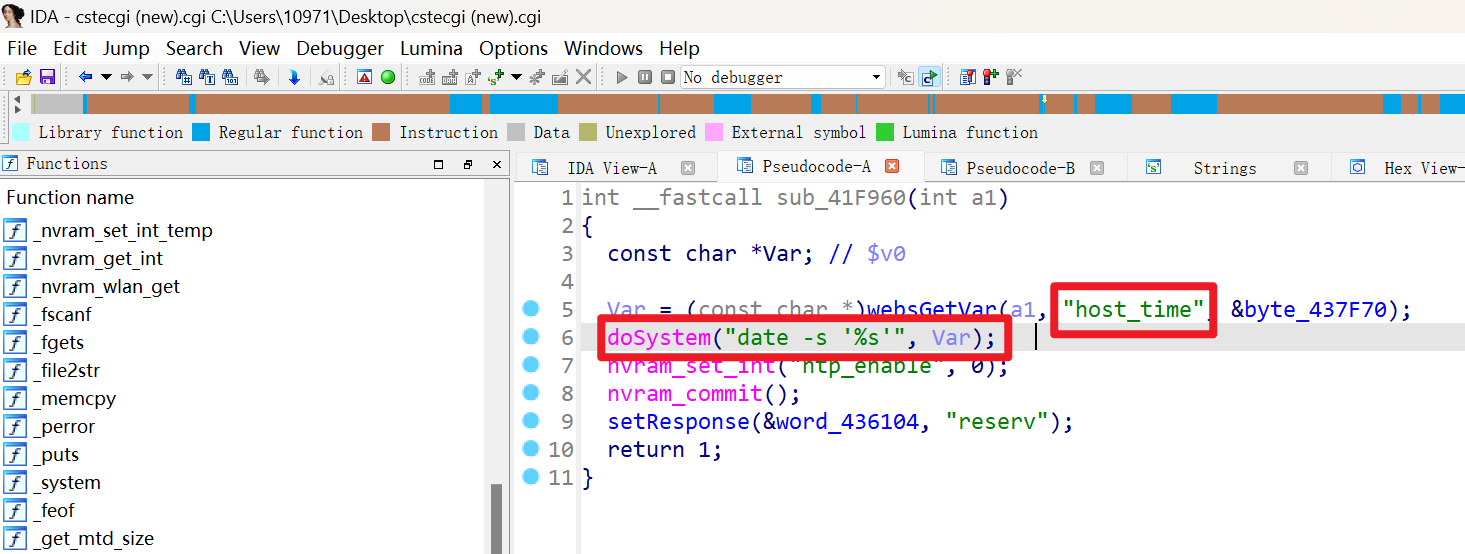 IDA - cstecgi (new).cgi C:\Users\10971\Desktop\cstecgi (new).cgi
File Edit Jump Search View Debugger Lumina Options Windows Help
No debugger
Library function Regular function Instruction Data Unexplored External symbol Lumina function
Functions
IDA View-A Pseudocode-A Pseudocode-B Strings Hex View-
Function name
_nvram_set_int_temp
_nvram_get_int
_nvram_wlan_get
_fscanf
_fgets
_file2str
_memcpy
_perror
_puts
_system
_feof
_get_mtd_size
1 int __fastcall sub_41F960(int a1)
2 {
3 const char *Var; // $v0
4
5 Var = (const char *)websGetVar(a1, "host_time", &byte_437F70);
6 doSystem("date -s '%s'", Var);
7 nvram_set_int("ntp_enable", 0);
8 nvram_commit();
9 setResponse(&word_436104, "reserv");
10 return 1;
11 }